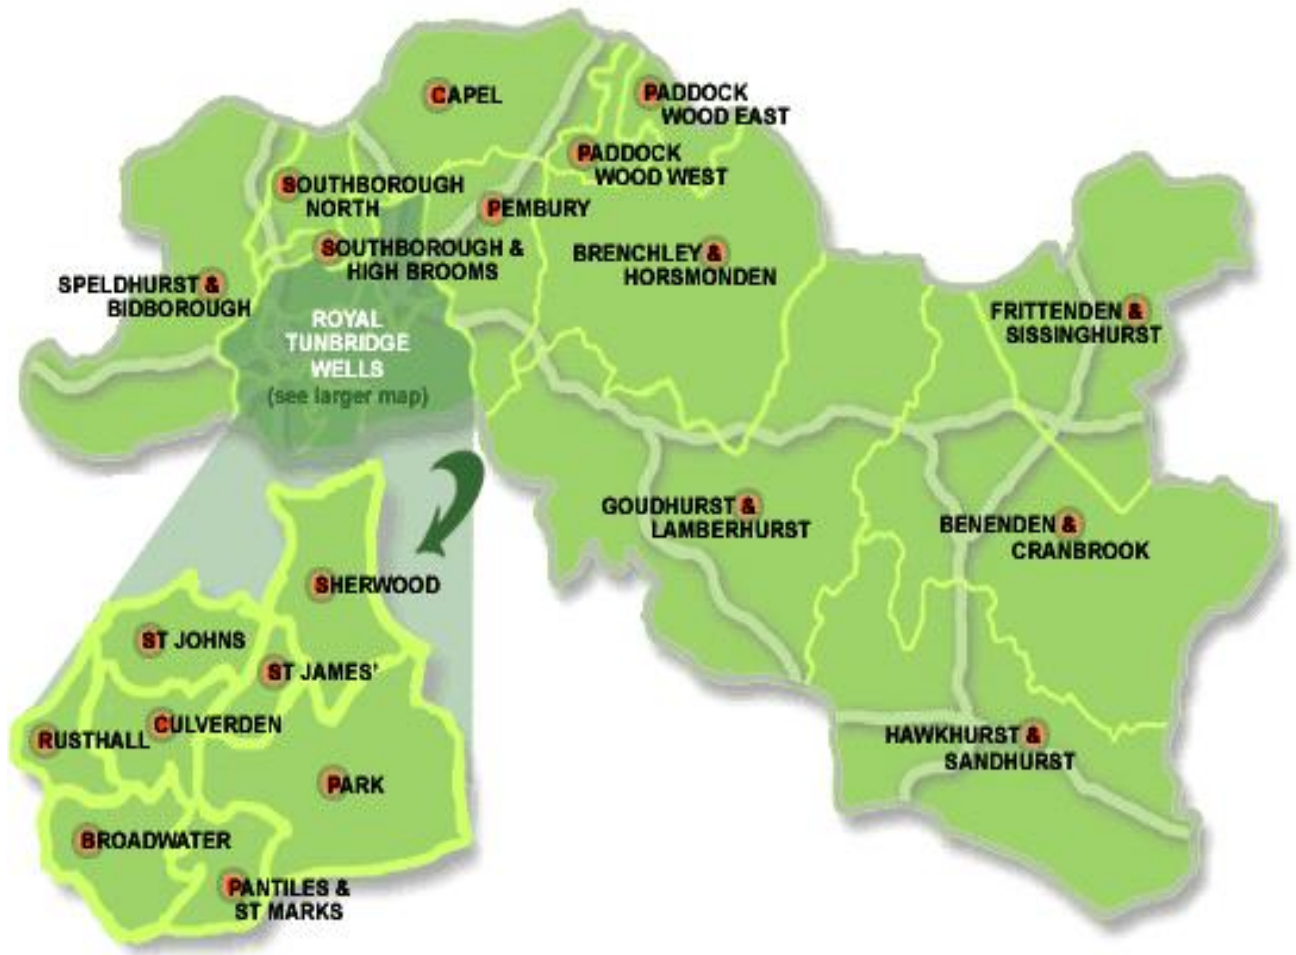 CAPEL
PADDOCK
WOOD EAST
PADDOCK
WOOD WEST
SOUTHBOROUGH
NORTH
PEMBURY
SOUTHBOROUGH &
HIGH BROOMS
BRENCHLEY &
HORSMONDEN
SPELDHURST &
BIDBOROUGH
FRITTENDEN &
SISSINGHURST
ROYAL
TUNBRIDGE
WELLS
(see larger map)
GOUDHURST &
LAMBERHURST
BENENDEN &
CRANBROOK
SHERWOOD
ST JOHNS
ST JAMES'
CULVERDEN
RUSTHALL
HAWKHURST &
SANDHURST
PARK
BROADWATER
PANTILES &
ST MARKS